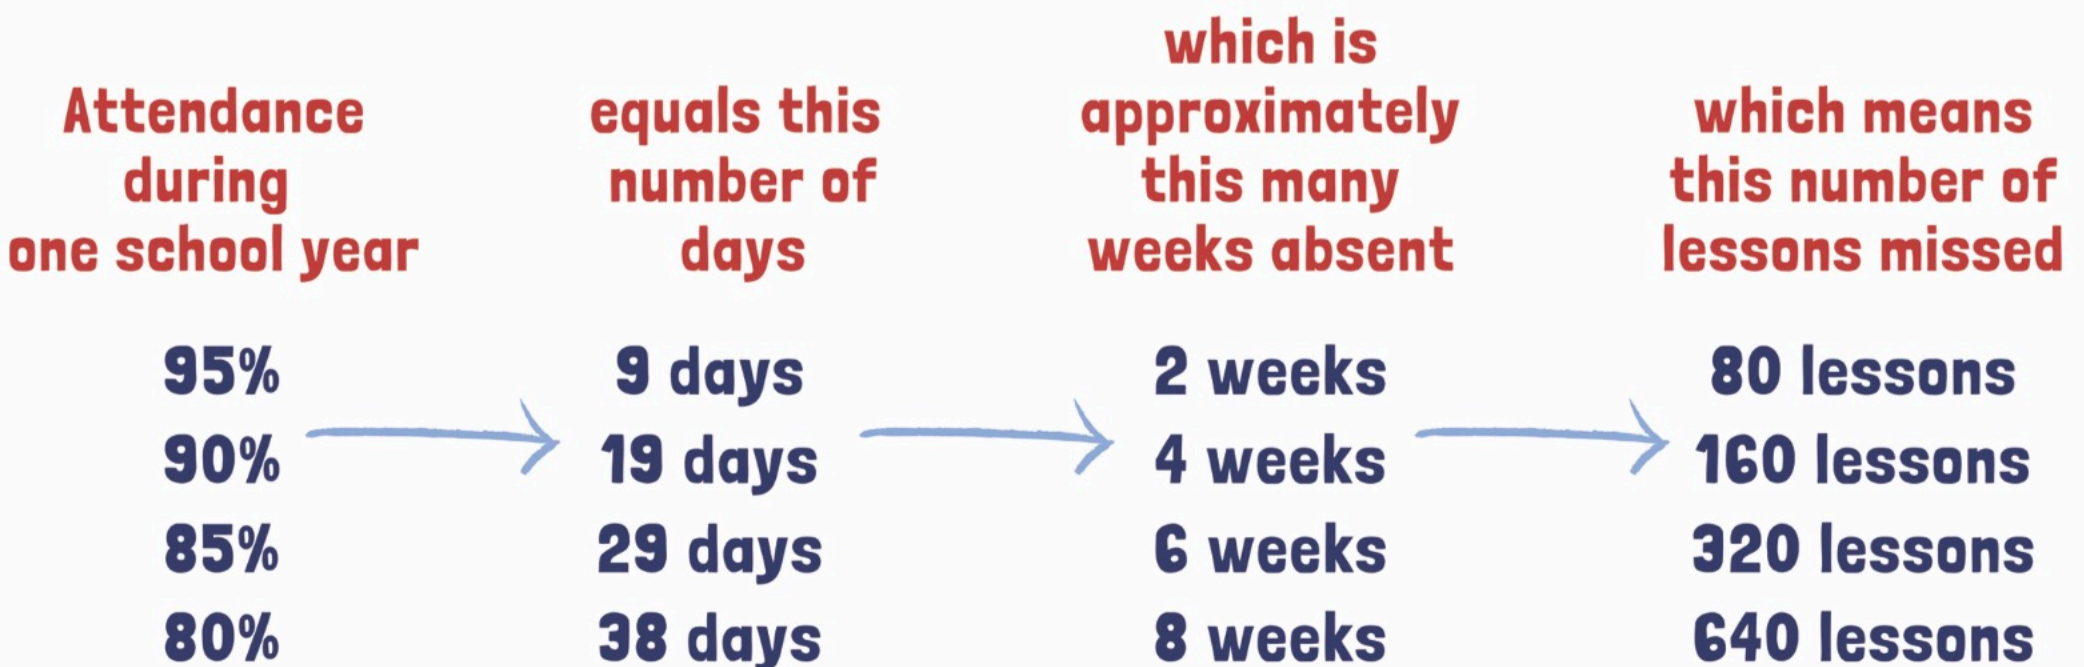 Attendance
during
one school year
equals this
number of
days
which is
approximately
this many
weeks absent
which means
this number of
lessons missed
95% 9 days 2 weeks 80 lessons
90% 19 days 4 weeks 160 lessons
85% 29 days 6 weeks 320 lessons
80% 38 days 8 weeks 640 lessons